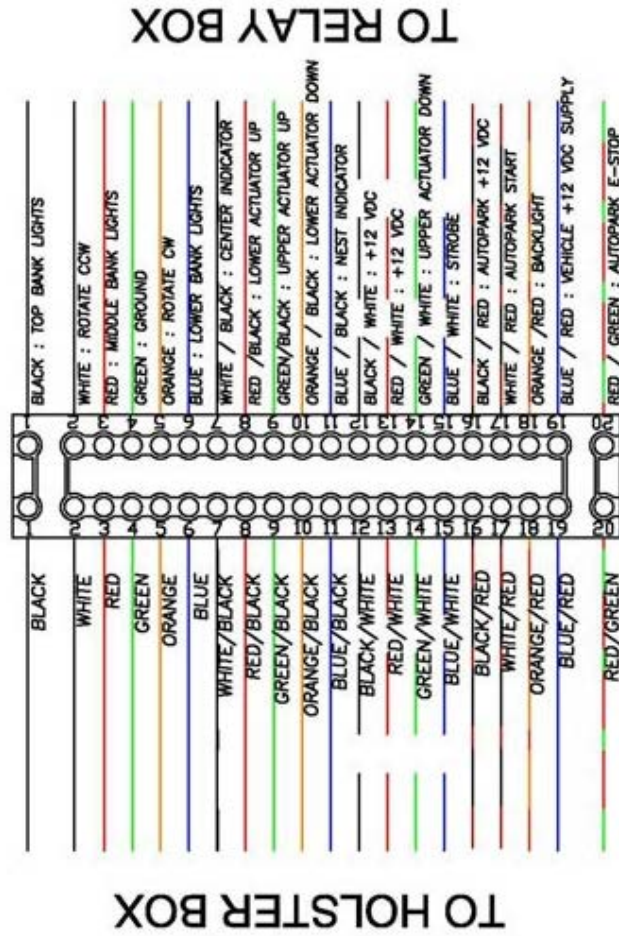 TO RELAY BOX
BLACK : TOP BANK LIGHTS
WHITE : ROTATE CCW
RED : MIDDLE BANK LIGHTS
GREEN : GROUND
ORANGE : ROTATE CW
BLUE : LOWER BANK LIGHTS
WHITE / BLACK : CENTER INDICATOR
RED /BLACK : LOWER ACTUATOR UP
GREEN/BLACK : UPPER ACTUATOR UP
ORANGE / BLACK : LOWER ACTUATOR DOWN
BLUE / BLACK : NEST INDICATOR
BLACK / WHITE : +12 VDC
RED / WHITE : +12 VDC
GREEN / WHITE : UPPER ACTUATOR DOWN
BLUE / WHITE : STROBE
BLACK / RED : AUTOPARK +12 VDC
WHITE / RED : AUTOPARK START
ORANGE /RED : BACKLIGHT
BLUE / RED : VEHICLE +12 VDC SUPPLY
RED / GREEN : AUTOPARK E-STOP
1 2 3 4 5 6 7 8 9 10 11 12 13 14 15 16 17 18 19 20
1 2 3 4 5 6 7 8 9 10 11 12 13 14 15 16 17 18 19 20
BLACK
WHITE
RED
GREEN
ORANGE
BLUE
WHITE/BLACK
RED/BLACK
GREEN/BLACK
ORANGE/BLACK
BLUE/BLACK
BLACK/WHITE
RED/WHITE
GREEN/WHITE
BLUE/WHITE
BLACK/RED
WHITE/RED
ORANGE/RED
BLUE/RED
RED/GREEN
TO HOLSTER BOX